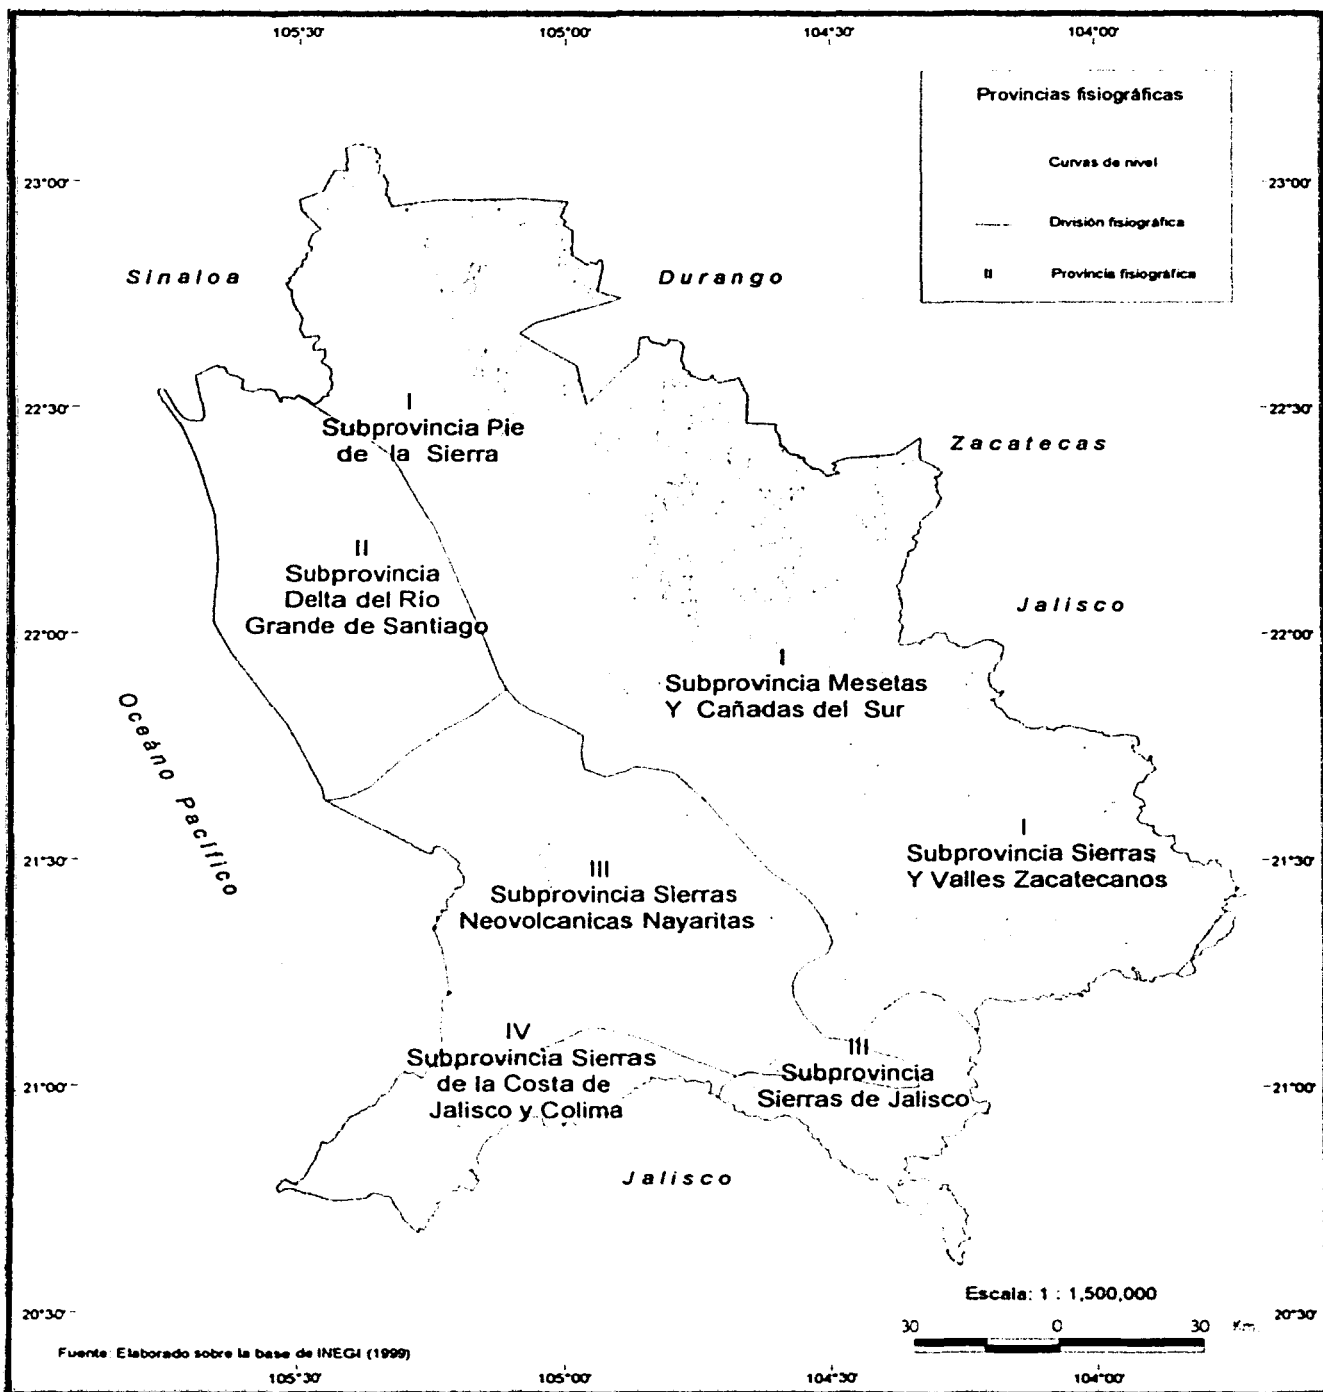 105°30' 105°00' 104°30' 104°00'
Provincias fisiográficas
Curvas de nivel
División fisiográfica
II Provincia fisiográfica
23°00' 23°00'
Sinaloa
Durango
22°30' 22°30'
I
Subprovincia Pie
de la Sierra
Zacatecas
II
Subprovincia
Delta del Río
Grande de Santiago
Jalisco
22°00' 22°00'
I
Subprovincia Mesetas
Y Cañadas del Sur
Oceáno Pacífico
I
Subprovincia Sierras
Y Valles Zacatecanos
21°30' 21°30'
III
Subprovincia Sierras
Neovolcanicas Nayaritas
IV
Subprovincia Sierras
de la Costa de
Jalisco y Colima
III
Subprovincia
Sierras de Jalisco
21°00' 21°00'
Jalisco
Escala: 1 : 1,500,000
20°30' 20°30'
30 0 30 Km.
Fuente: Elaborado sobre la base de INEGI (1999)
105°30' 105°00' 104°30' 104°00'